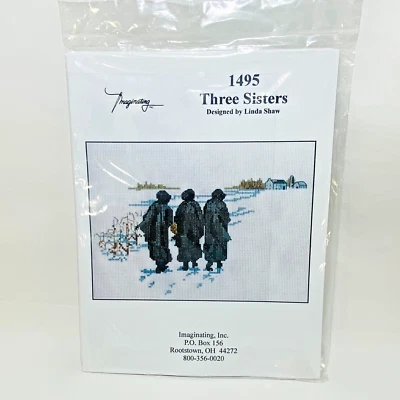 Imaginating
1495
Three Sisters
Designed by Linda Shaw
Imaginating, Inc.
P.O. Box 156
Rootstown, OH 44272
800-356-0020